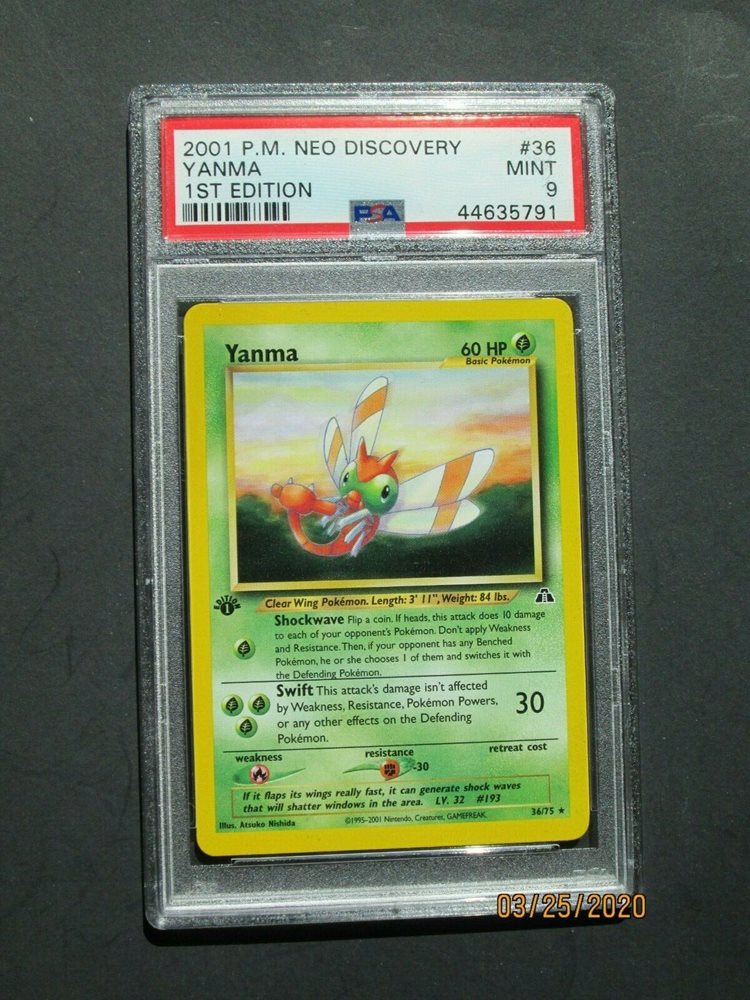 2001 P.M. NEO DISCOVERY #36
YANMA MINT
1ST EDITION 9
PSA 44635791
Yanma 60 HP
Basic Pokémon
Clear Wing Pokémon. Length: 3' 11", Weight: 84 lbs.
EDITION
1
Shockwave Flip a coin. If heads, this attack does 10 damage
to each of your opponent's Pokémon. Don't apply Weakness
and Resistance. Then, if your opponent has any Benched
Pokémon, he or she chooses 1 of them and switches it with
the Defending Pokémon.
Swift This attack's damage isn't affected
by Weakness, Resistance, Pokémon Powers, 30
or any other effects on the Defending
Pokémon.
weakness resistance retreat cost
-30
If it flaps its wings really fast, it can generate shock waves
that will shatter windows in the area. LV. 32 #193
Illus. Atsuko Nishida ©1995-2001 Nintendo, Creatures, GAMEFREAK. 36/75 ★
03/25/2020